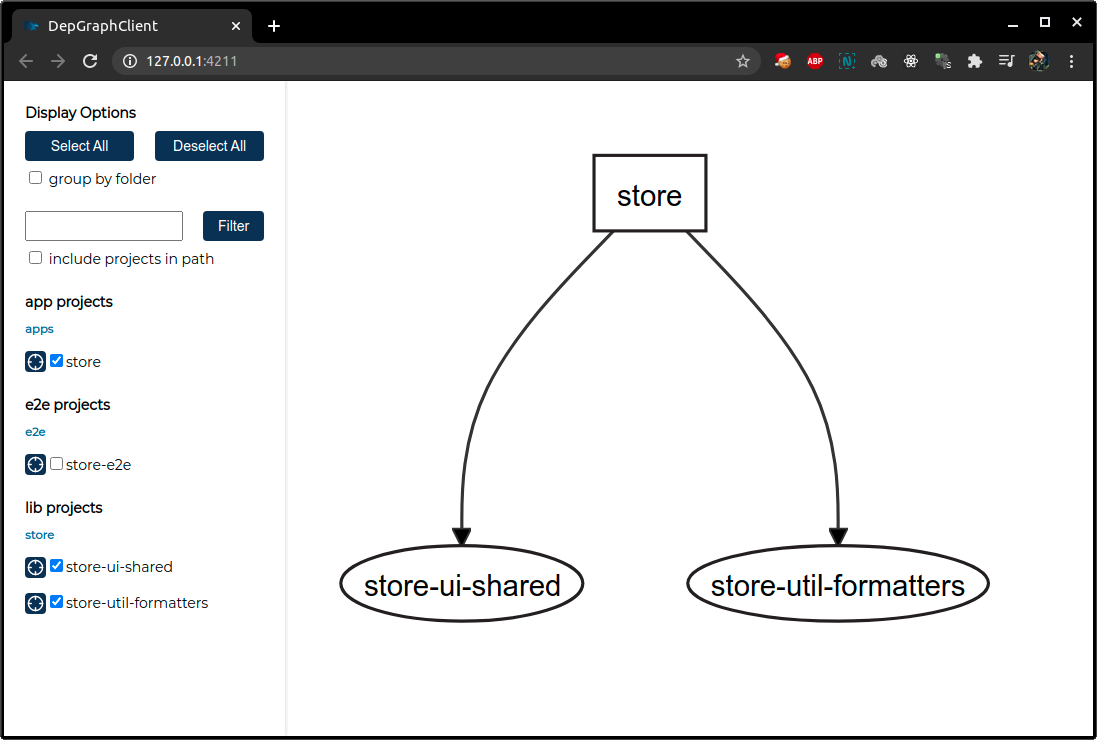 DepGraphClient
127.0.0.1:4211
ABP
N
Display Options
Select All Deselect All
group by folder
Filter
include projects in path
app projects
apps
store
e2e projects
e2e
store-e2e
lib projects
store
store-ui-shared
store-util-formatters
store
store-ui-shared store-util-formatters